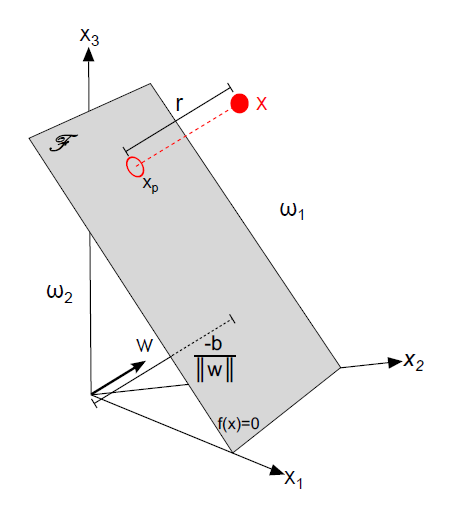 x₃
r
x
ℱ
xₚ
ω₁
ω₂
w
-b
‖w‖
x₂
f(x)=0
x₁